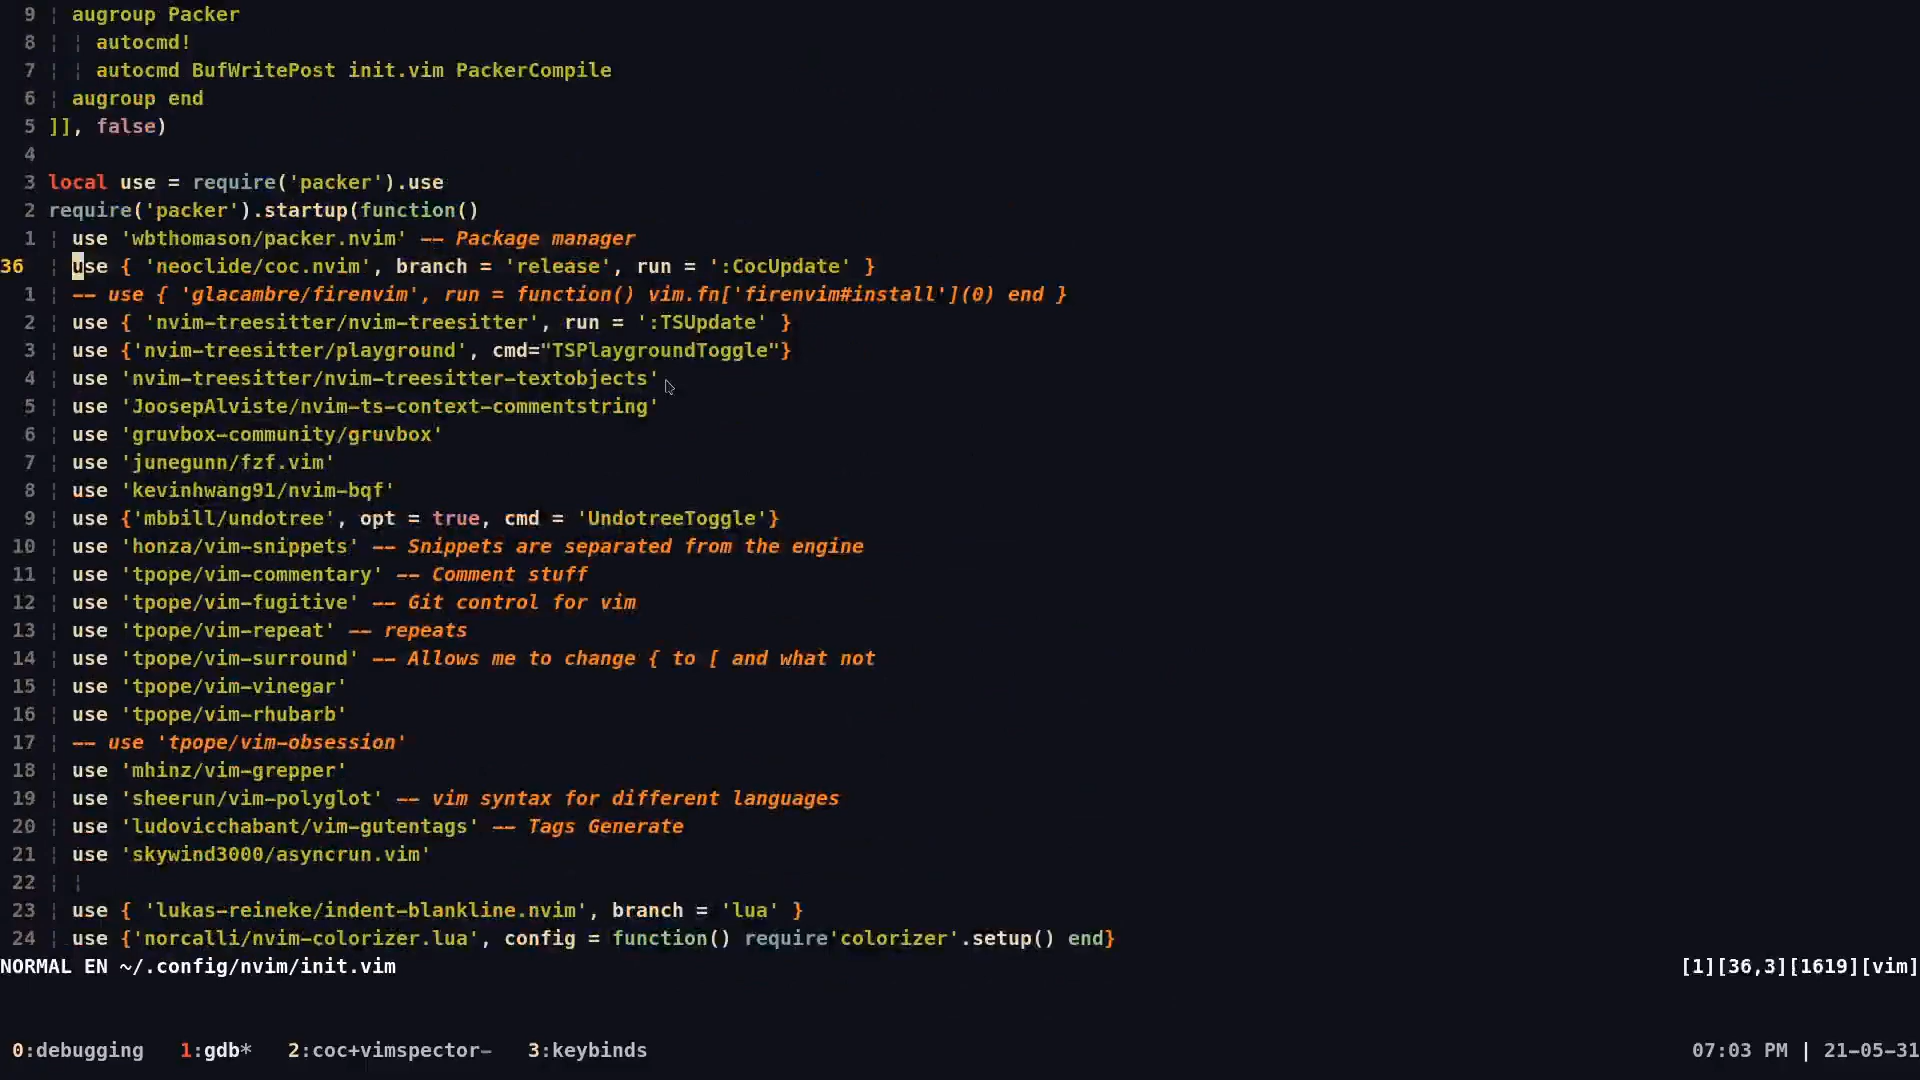 9 ¦ augroup Packer
8 ¦ ¦ autocmd!
7 ¦ ¦ autocmd BufWritePost init.vim PackerCompile
6 ¦ augroup end
5 ]], false)
4
3 local use = require('packer').use
2 require('packer').startup(function()
1 ¦ use 'wbthomason/packer.nvim' -- Package manager
36 ¦ use { 'neoclide/coc.nvim', branch = 'release', run = ':CocUpdate' }
1 ¦ -- use { 'glacambre/firenvim', run = function() vim.fn['firenvim#install'](0) end }
2 ¦ use { 'nvim-treesitter/nvim-treesitter', run = ':TSUpdate' }
3 ¦ use {'nvim-treesitter/playground', cmd="TSPlaygroundToggle"}
4 ¦ use 'nvim-treesitter/nvim-treesitter-textobjects'
5 ¦ use 'JoosepAlviste/nvim-ts-context-commentstring'
6 ¦ use 'gruvbox-community/gruvbox'
7 ¦ use 'junegunn/fzf.vim'
8 ¦ use 'kevinhwang91/nvim-bqf'
9 ¦ use {'mbbill/undotree', opt = true, cmd = 'UndotreeToggle'}
10 ¦ use 'honza/vim-snippets' -- Snippets are separated from the engine
11 ¦ use 'tpope/vim-commentary' -- Comment stuff
12 ¦ use 'tpope/vim-fugitive' -- Git control for vim
13 ¦ use 'tpope/vim-repeat' -- repeats
14 ¦ use 'tpope/vim-surround' -- Allows me to change { to [ and what not
15 ¦ use 'tpope/vim-vinegar'
16 ¦ use 'tpope/vim-rhubarb'
17 ¦ -- use 'tpope/vim-obsession'
18 ¦ use 'mhinz/vim-grepper'
19 ¦ use 'sheerun/vim-polyglot' -- vim syntax for different languages
20 ¦ use 'ludovicchabant/vim-gutentags' -- Tags Generate
21 ¦ use 'skywind3000/asyncrun.vim'
22 ¦ ¦
23 ¦ use { 'lukas-reineke/indent-blankline.nvim', branch = 'lua' }
24 ¦ use {'norcalli/nvim-colorizer.lua', config = function() require'colorizer'.setup() end}
NORMAL EN ~/.config/nvim/init.vim [1][36,3][1619][vim]
0:debugging 1:gdb* 2:coc+vimspector- 3:keybinds 07:03 PM | 21-05-31